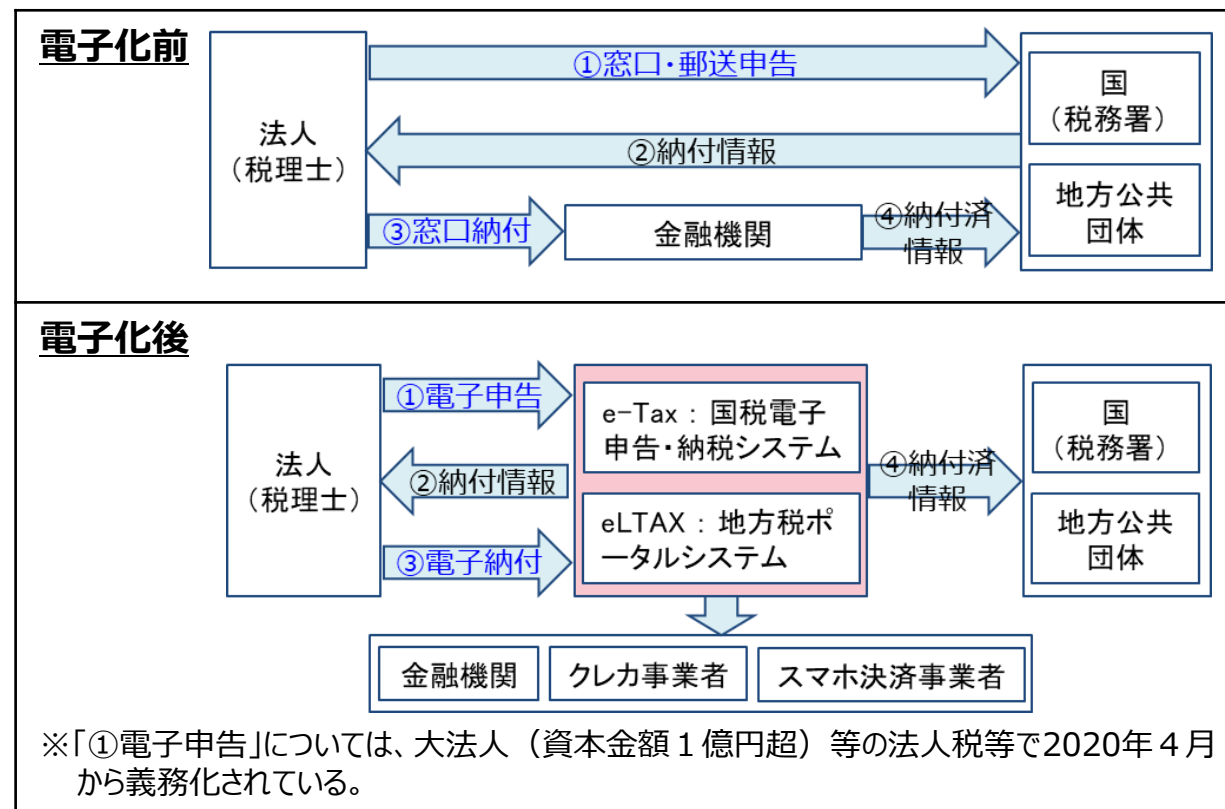 電子化前
①窓口・郵送申告
国
（税務署）
法人
（税理士）
②納付情報
地方公共
団体
③窓口納付
金融機関
④納付済
情報
電子化後
①電子申告
e-Tax：国税電子
申告・納税システム
国
（税務署）
法人
（税理士）
②納付情報
④納付済
情報
eLTAX：地方税ポ
ータルシステム
地方公共
団体
③電子納付
金融機関
クレカ事業者
スマホ決済事業者
※「①電子申告」については、大法人（資本金額１億円超）等の法人税等で2020年４月
から義務化されている。